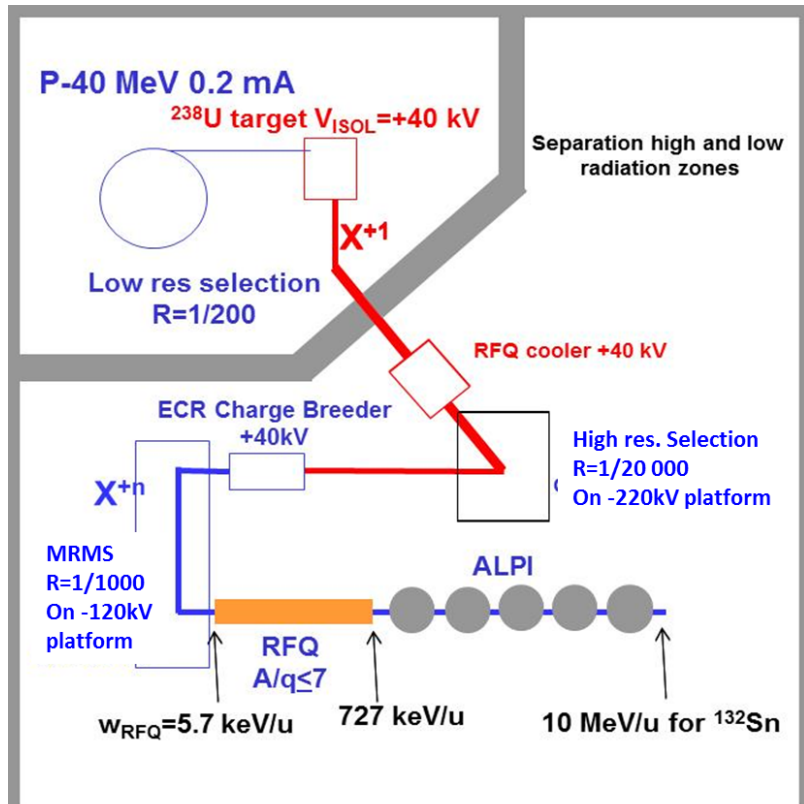 P-40 MeV 0.2 mA
²³⁸U target V_ISOL=+40 kV
Separation high and low
radiation zones
X⁺¹
Low res selection
R=1/200
RFQ cooler +40 kV
ECR Charge Breeder
+40kV
High res. Selection
R=1/20 000
On -220kV platform
X⁺ⁿ
MRMS
R=1/1000
On -120kV
platform
ALPI
RFQ
A/q≤7
w_RFQ=5.7 keV/u
727 keV/u
10 MeV/u for ¹³²Sn